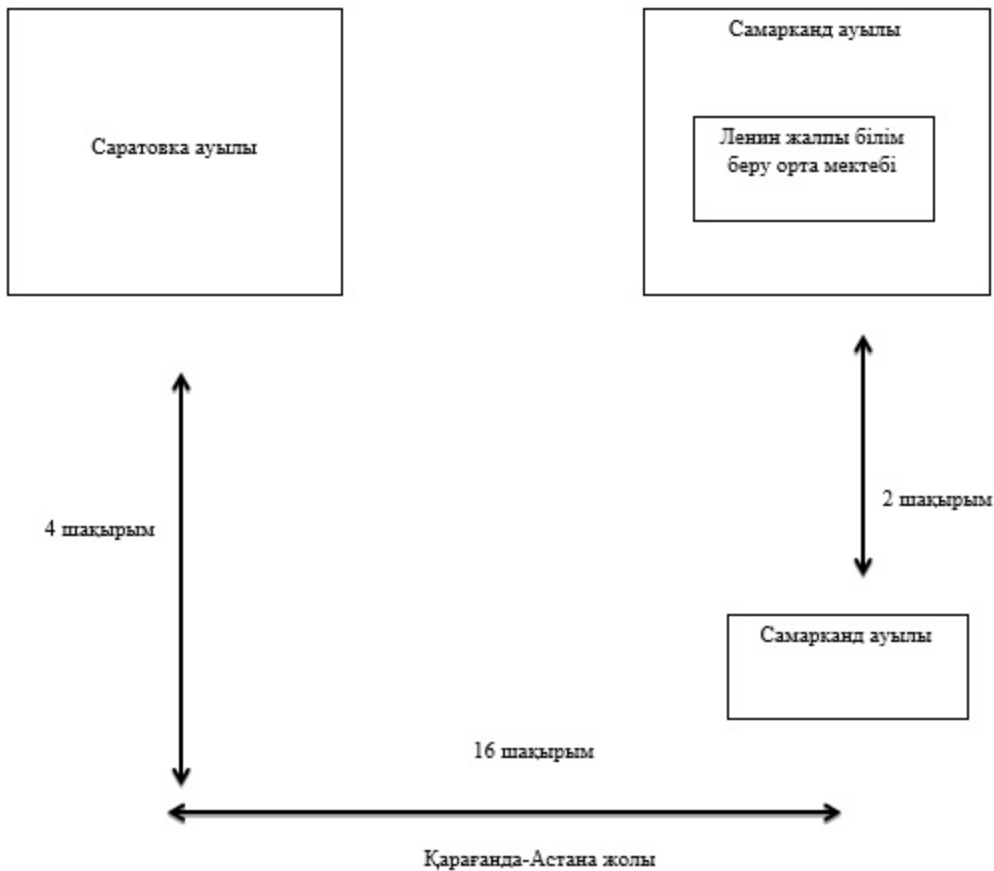 Самарканд ауылы
Саратовка ауылы
Ленин жалпы білім
беру орта мектебі
4 шақырым
2 шақырым
Самарканд ауылы
16 шақырым
Қарағанда-Астана жолы